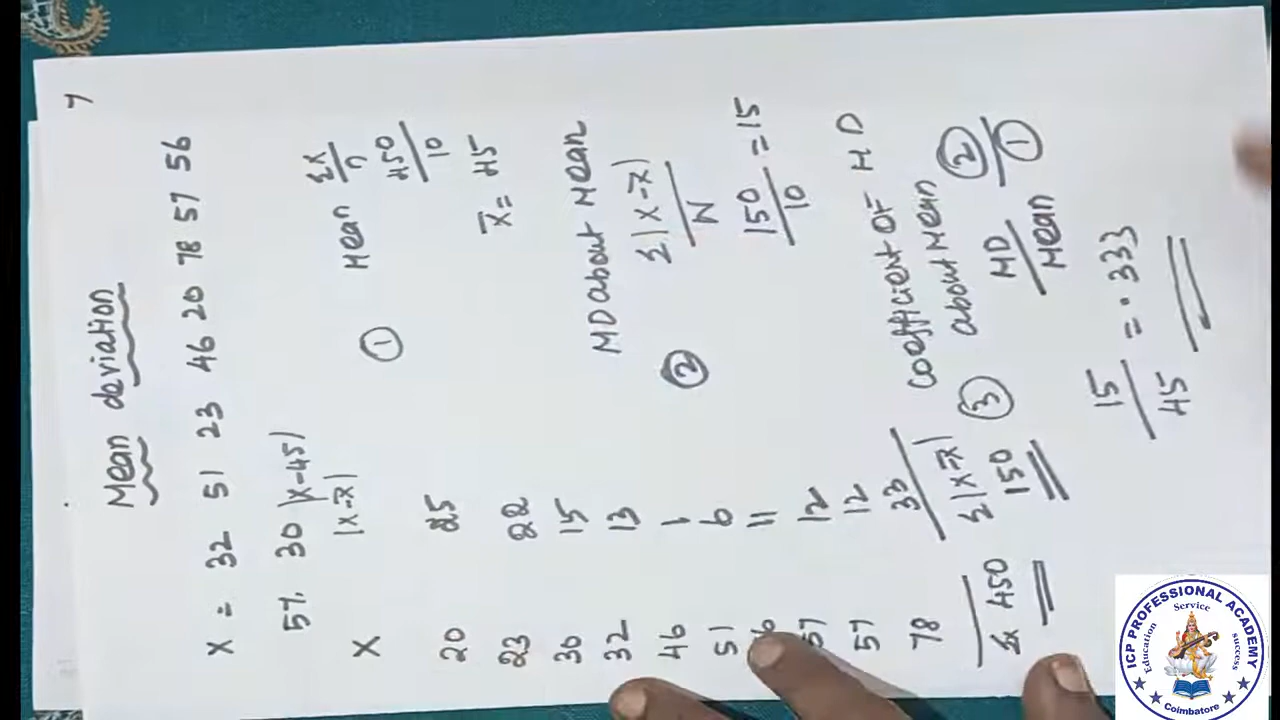 7
Mean deviation
X = 32 51 23 46 20 78 57 56
57. 30
X |X-45|
|X-x̄|
20 25
23 22
30 15
32 13
46 1
51 6
11
57 12
57 12
78 33
Σx 450 Σ|X-x̄| 150
① Mean Σx/n
450/10
x̄ = 45
② MD about Mean
Σ|X-x̄|/N
150/10 = 15
③ coefficient OF MD
about Mean
MD/Mean ②/①
15/45 = .333
ICP PROFESSIONAL ACADEMY
Service
Education
success
Coimbatore